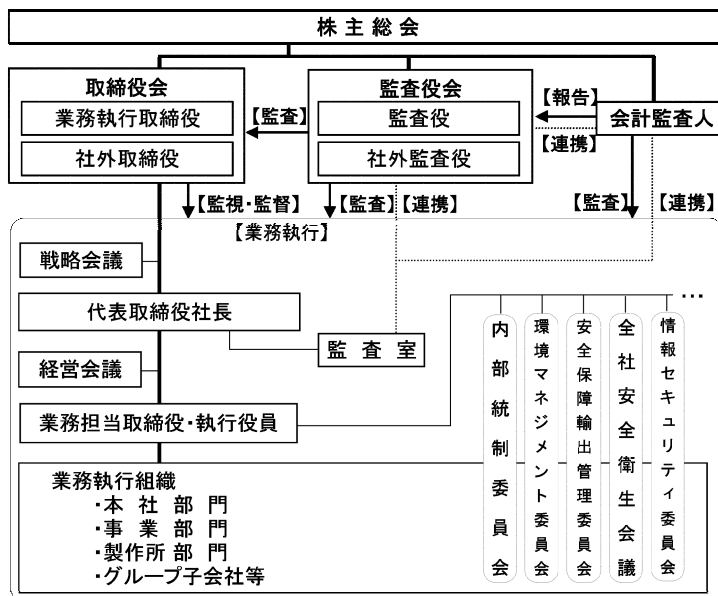 株主総会
取締役会
業務執行取締役
社外取締役
【監査】
監査役会
監査役
社外監査役
【報告】
【連携】
会計監査人
【監視・監督】
【監査】
【連携】
【監査】
【連携】
【業務執行】
戦略会議
代表取締役社長
監査室
経営会議
業務担当取締役・執行役員
…
内部統制委員会
環境マネジメント委員会
安全保障輸出管理委員会
全社安全衛生会議
情報セキュリティ委員会
業務執行組織
・本社部門
・事業部門
・製作所部門
・グループ子会社等